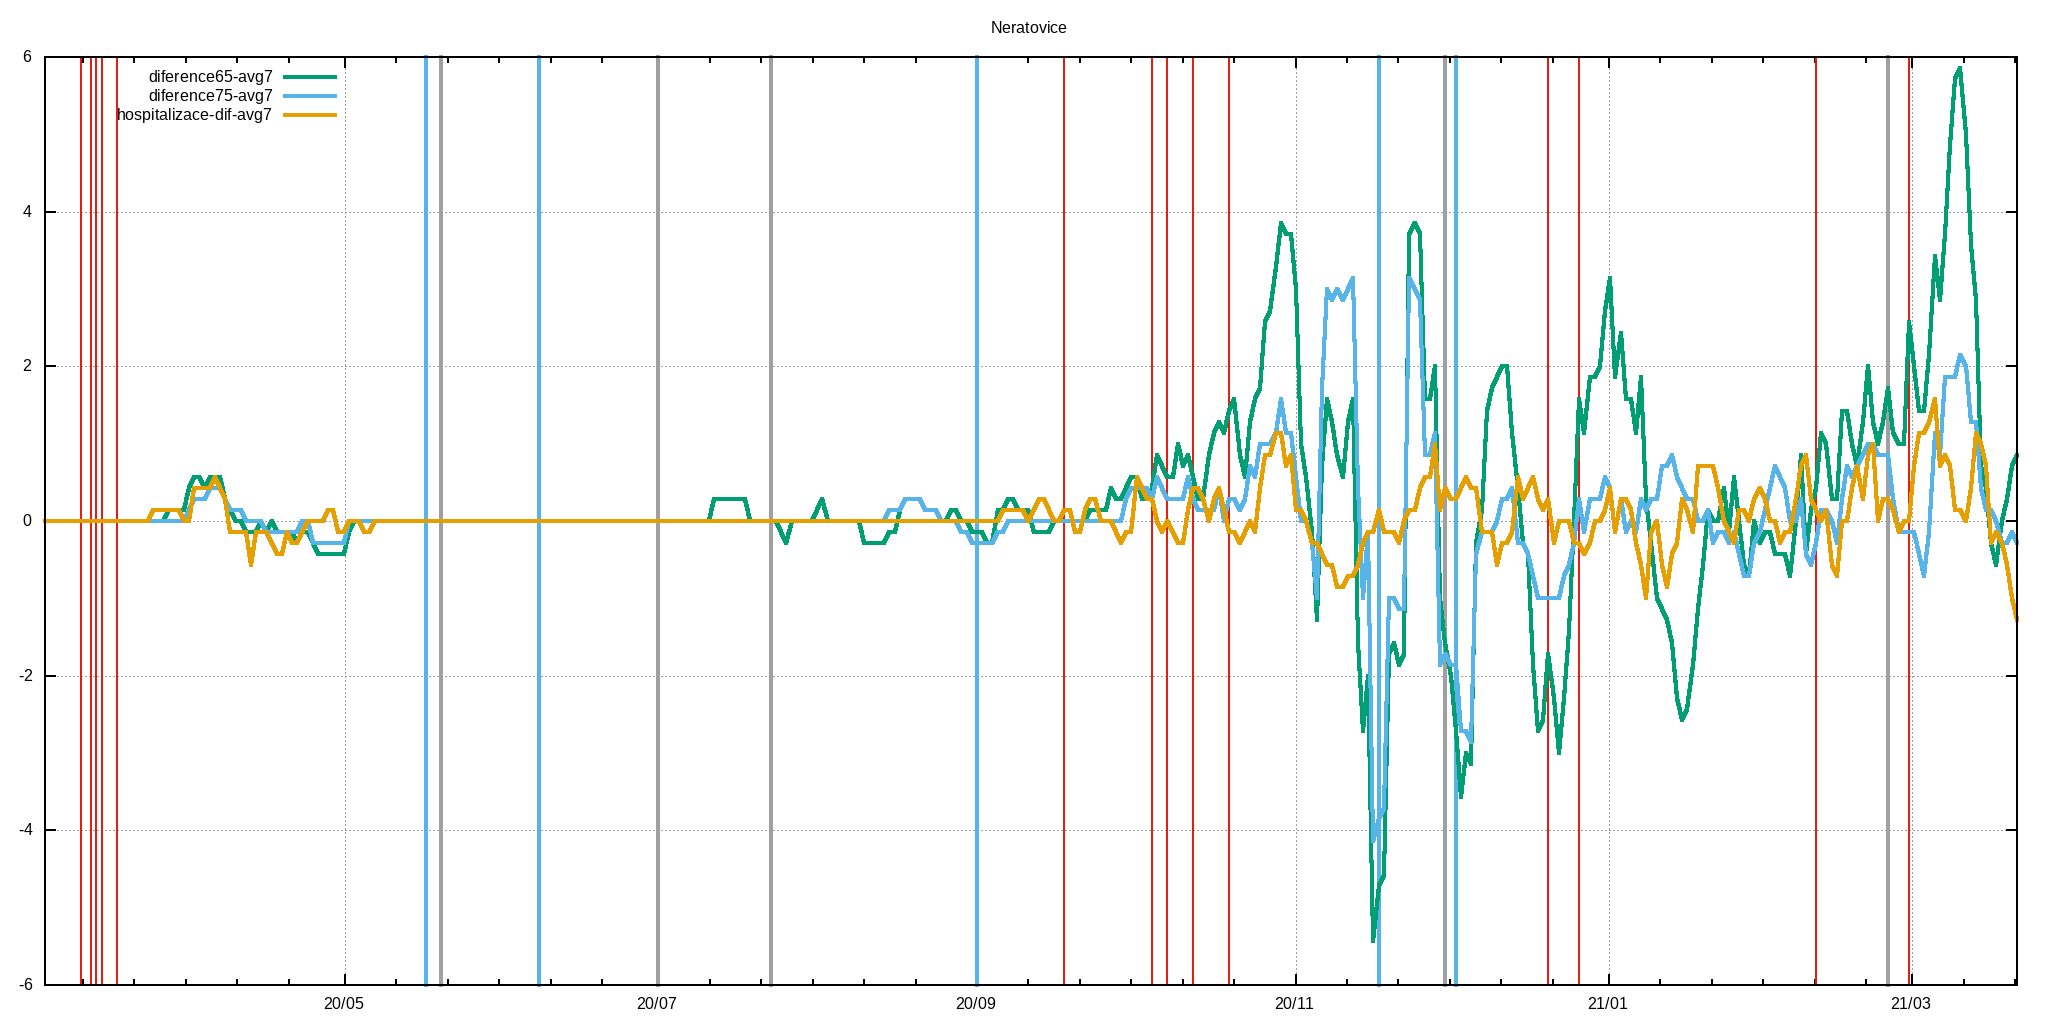 Neratovice
6
diference65-avg7
diference75-avg7
hospitalizace-dif-avg7
4
2
0
-2
-4
-6
20/05 20/07 20/09 20/11 21/01 21/03